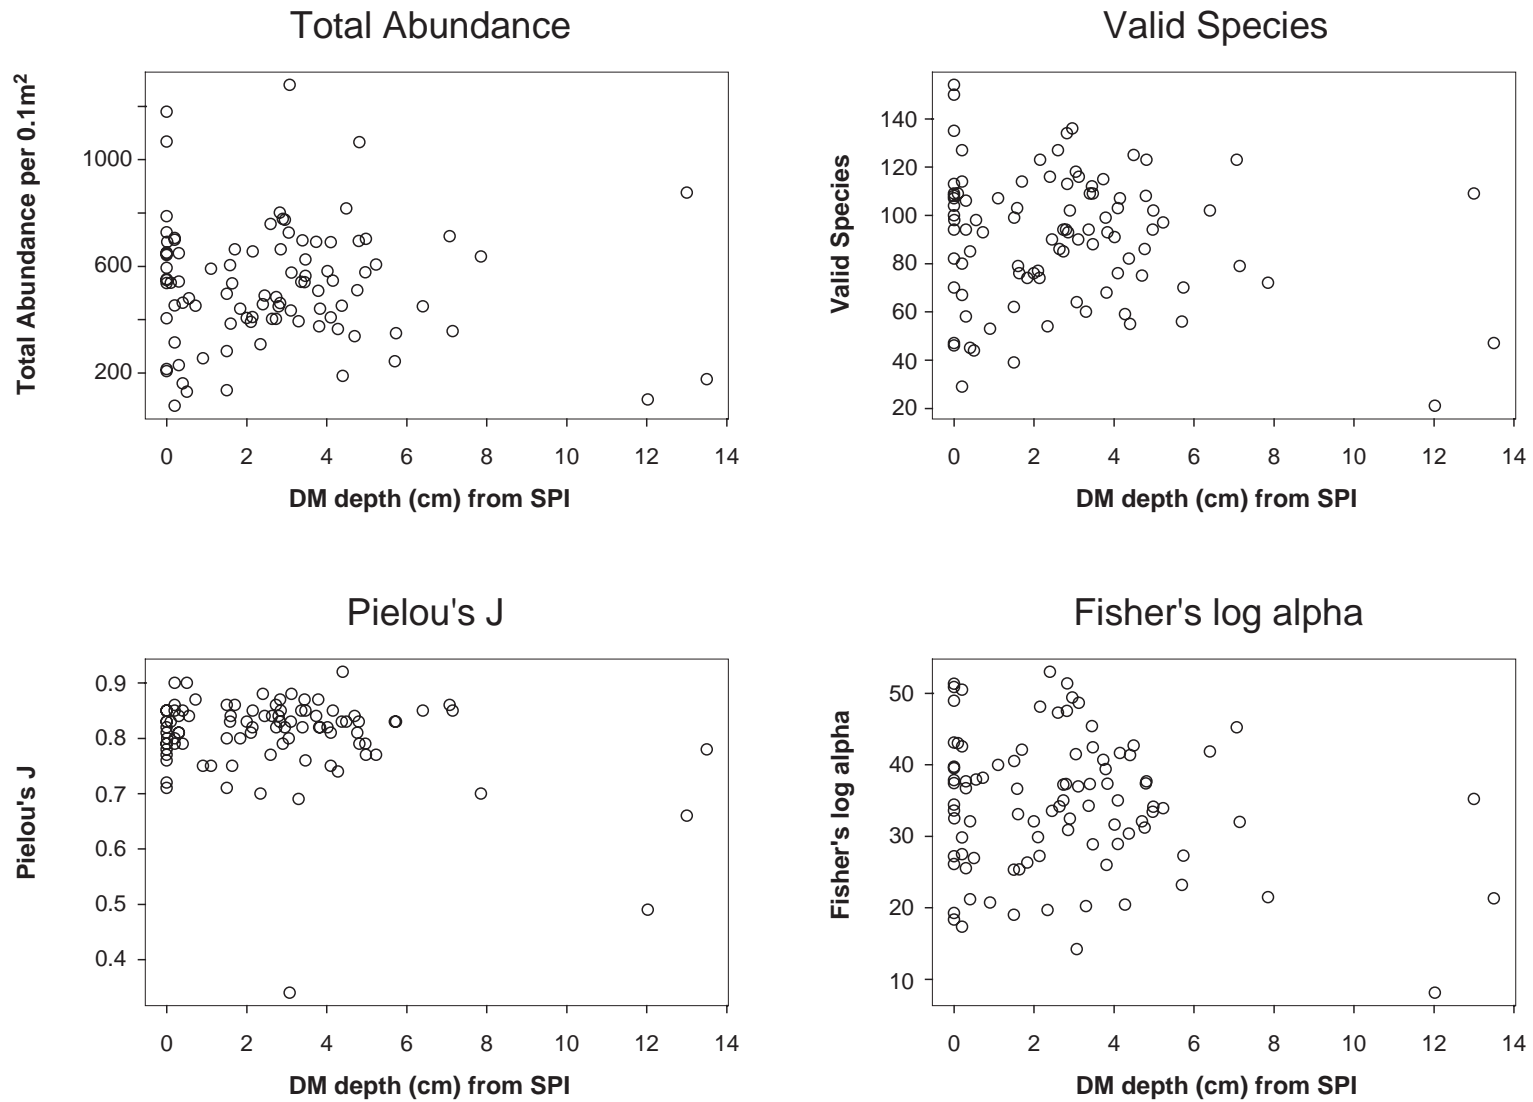 Total Abundance
Total Abundance per 0.1m²
1000
600
200
0 2 4 6 8 10 12 14
DM depth (cm) from SPI
Valid Species
Valid Species
140
120
100
80
60
40
20
0 2 4 6 8 10 12 14
DM depth (cm) from SPI
Pielou's J
Pielou's J
0.9
0.8
0.7
0.6
0.5
0.4
0 2 4 6 8 10 12 14
DM depth (cm) from SPI
Fisher's log alpha
Fisher's log alpha
50
40
30
20
10
0 2 4 6 8 10 12 14
DM depth (cm) from SPI